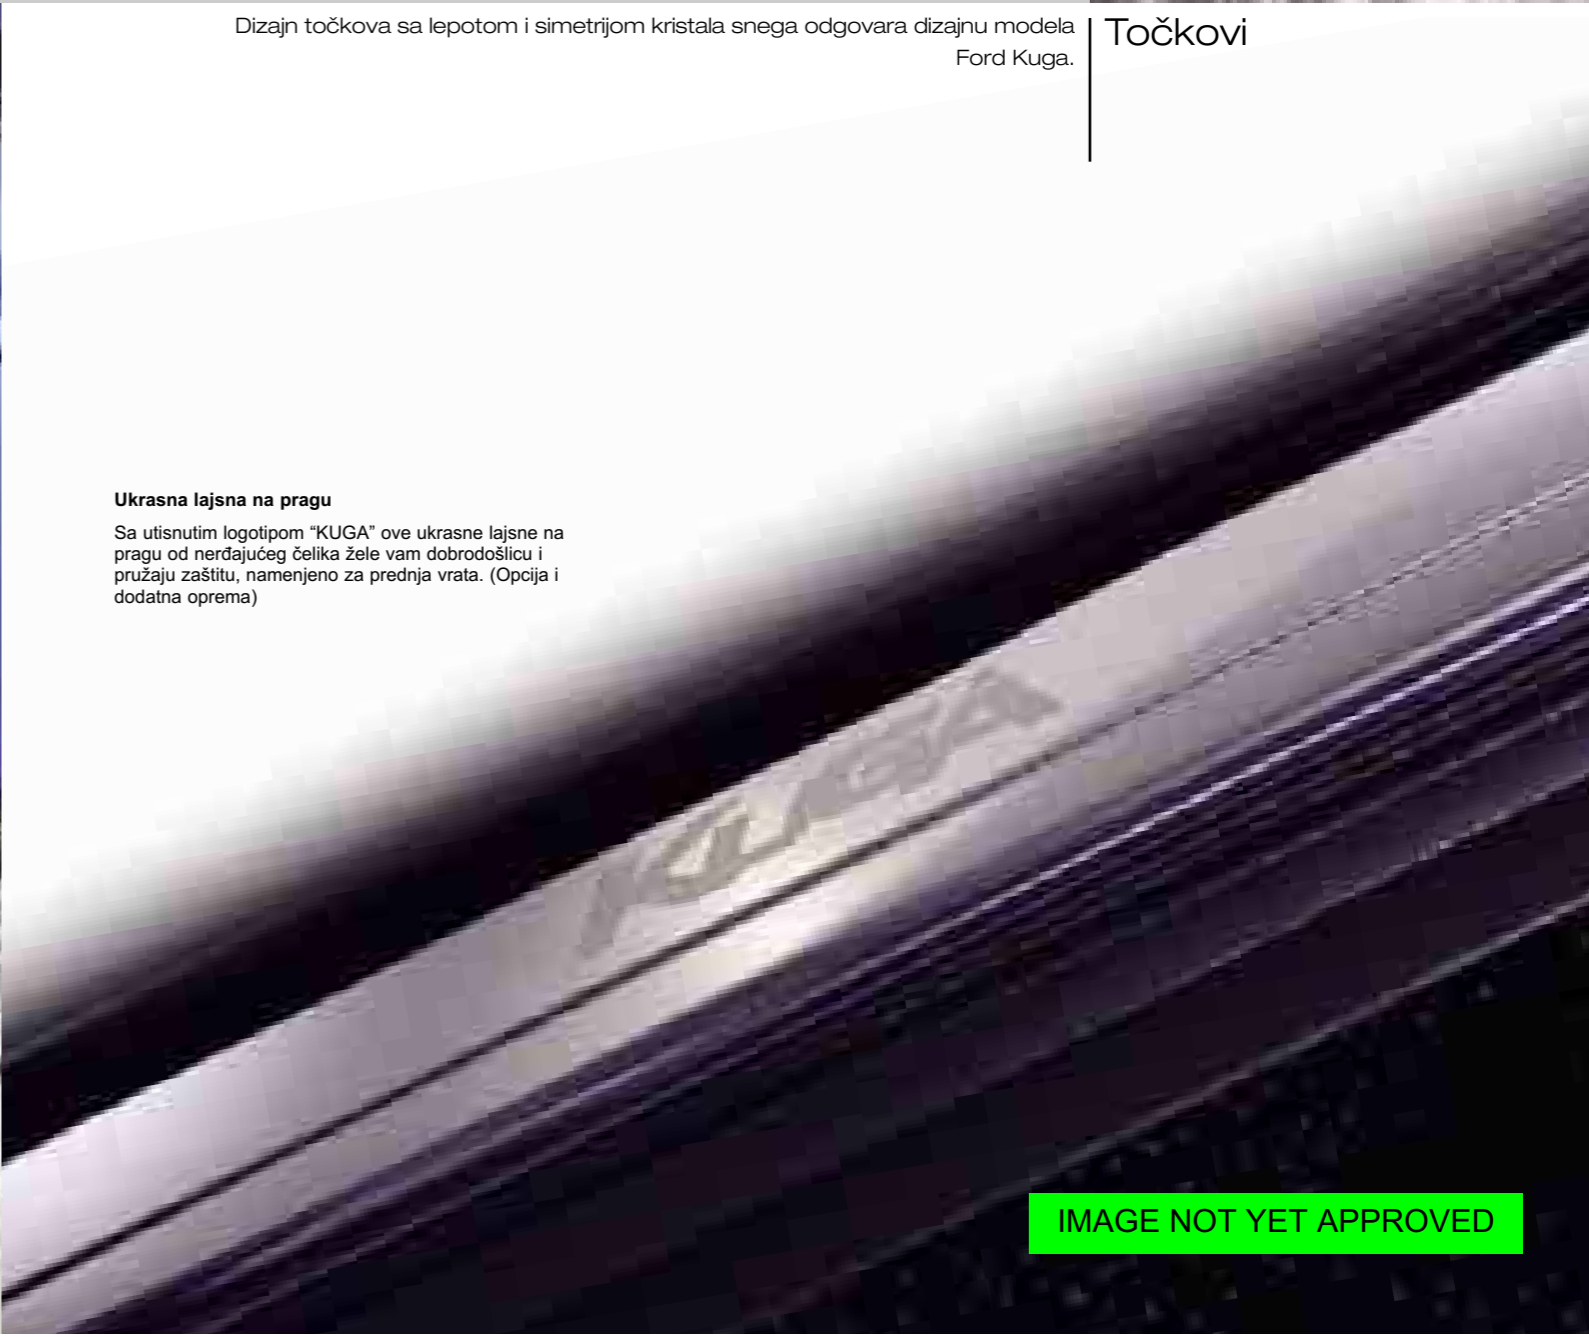 Dizajn točkova sa lepotom i simetrijom kristala snega odgovara dizajnu modela
Ford Kuga.
Točkovi
Ukrasna lajsna na pragu
Sa utisnutim logotipom “KUGA” ove ukrasne lajsne na
pragu od nerđajućeg čelika žele vam dobrodošlicu i
pružaju zaštitu, namenjeno za prednja vrata. (Opcija i
dodatna oprema)
KUGA
IMAGE NOT YET APPROVED